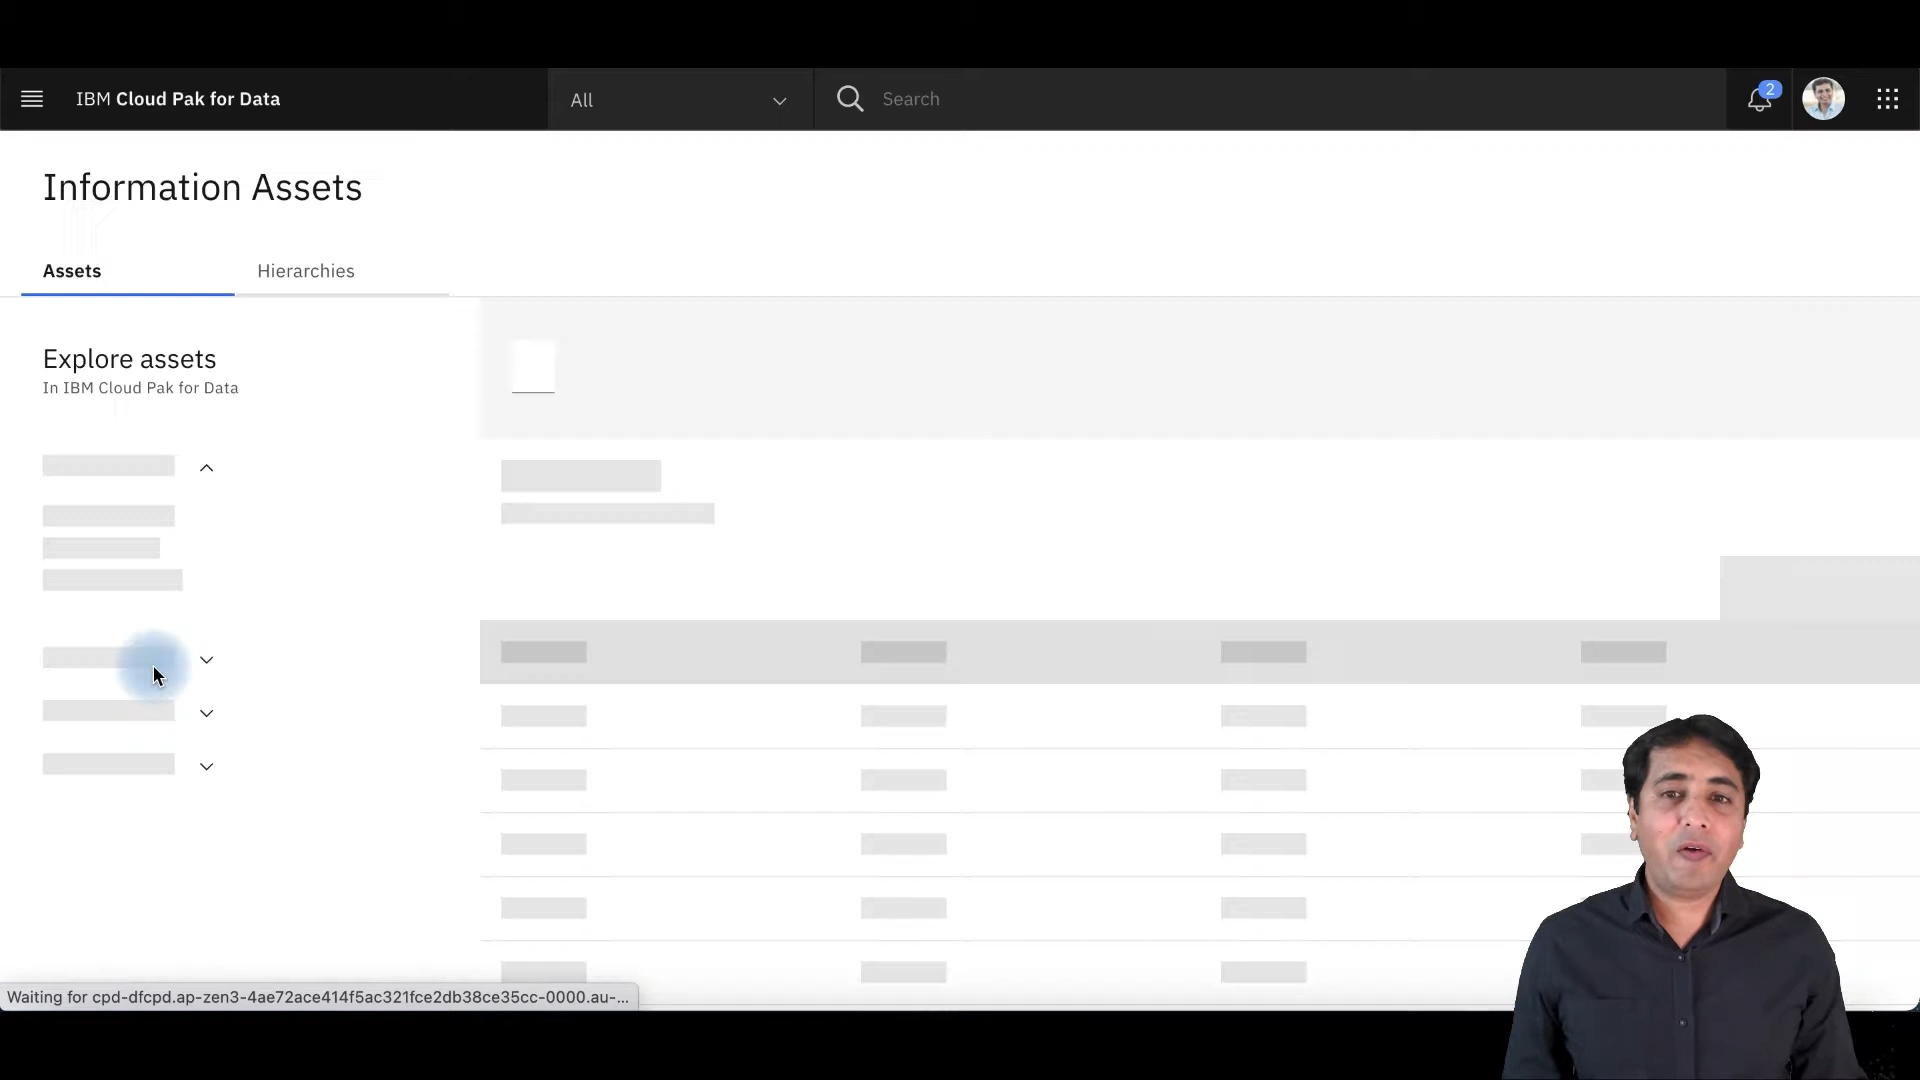 IBM Cloud Pak for Data
All
Search
2
Information Assets
Assets
Hierarchies
Explore assets
In IBM Cloud Pak for Data
Waiting for cpd-dfcpd.ap-zen3-4ae72ace414f5ac321fce2db38ce35cc-0000.au-...